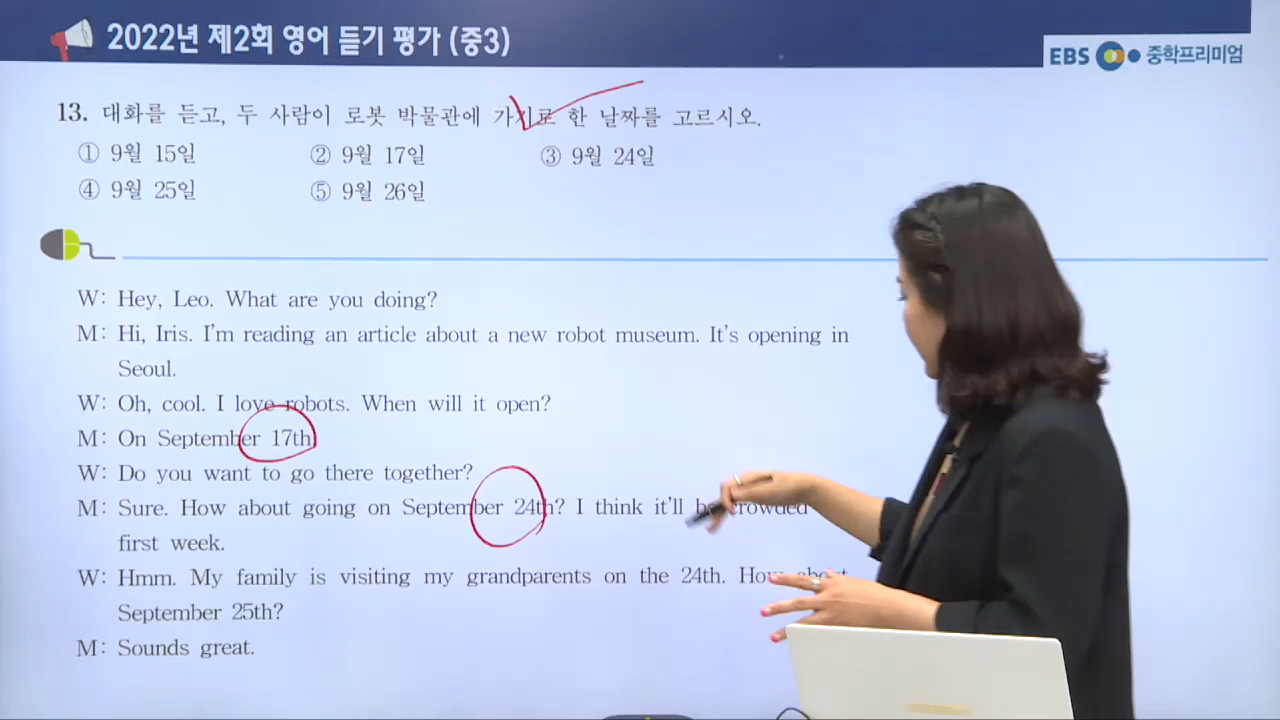 2022년 제2회 영어 듣기 평가 (중3)
EBS 중학프리미엄
13. 대화를 듣고, 두 사람이 로봇 박물관에 가기로 한 날짜를 고르시오.
① 9월 15일 ② 9월 17일 ③ 9월 24일
④ 9월 25일 ⑤ 9월 26일
W: Hey, Leo. What are you doing?
M: Hi, Iris. I'm reading an article about a new robot museum. It's opening in
Seoul.
W: Oh, cool. I love robots. When will it open?
M: On September 17th.
W: Do you want to go there together?
M: Sure. How about going on September 24th? I think it'll be crowded
first week.
W: Hmm. My family is visiting my grandparents on the 24th. How about
September 25th?
M: Sounds great.